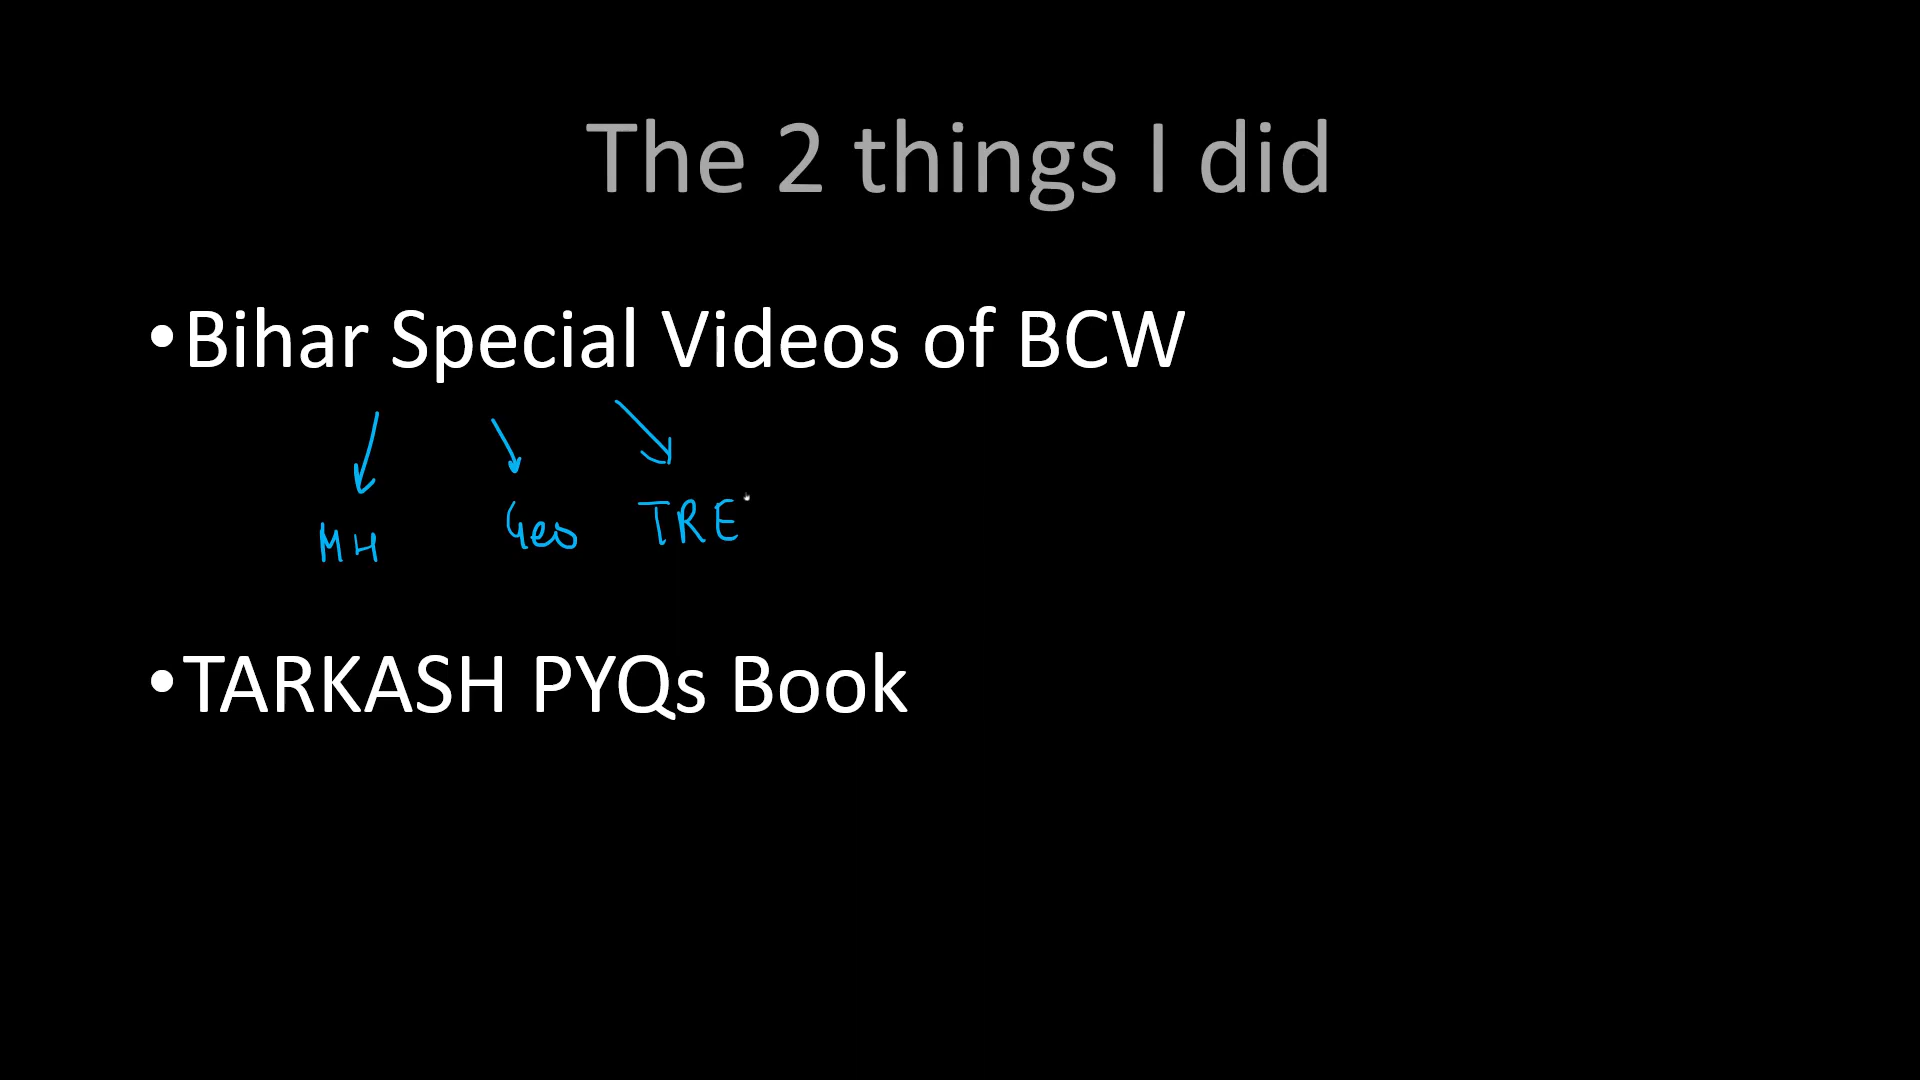 The 2 things I did
•Bihar Special Videos of BCW
MH Geo TRE
•TARKASH PYQs Book